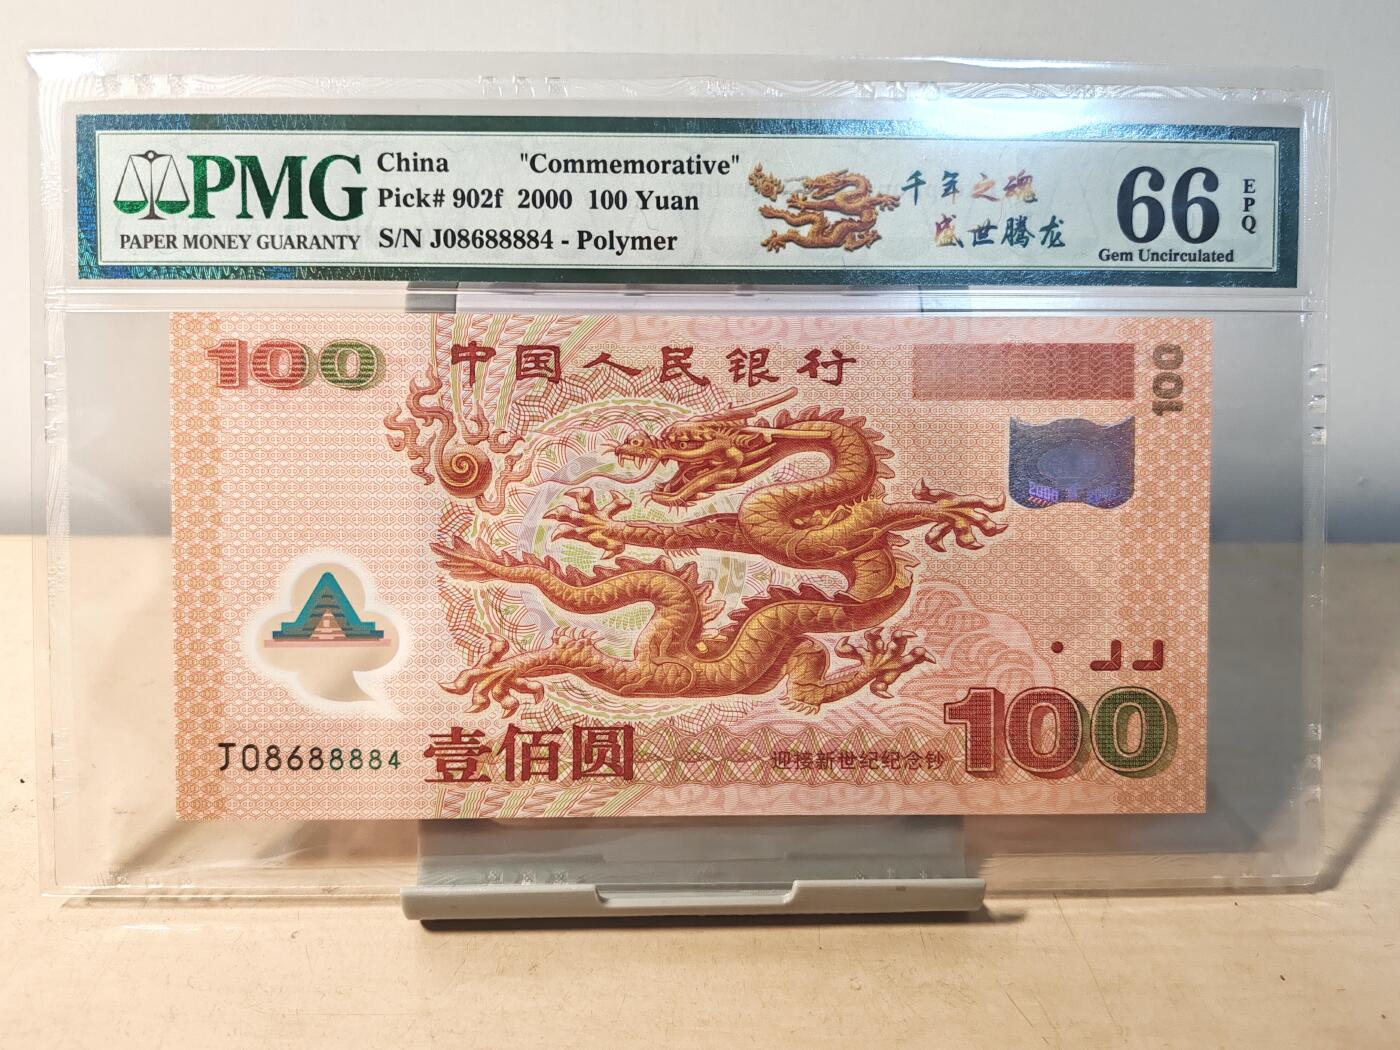 PMG
PAPER MONEY GUARANTY
China "Commemorative"
Pick# 902f 2000 100 Yuan
S/N J08688884 - Polymer
千年之魂
盛世腾龙
66
EPQ
Gem Uncirculated
100
中国人民银行
100
2000
J08688884
壹佰圆
迎接新世纪纪念钞
100